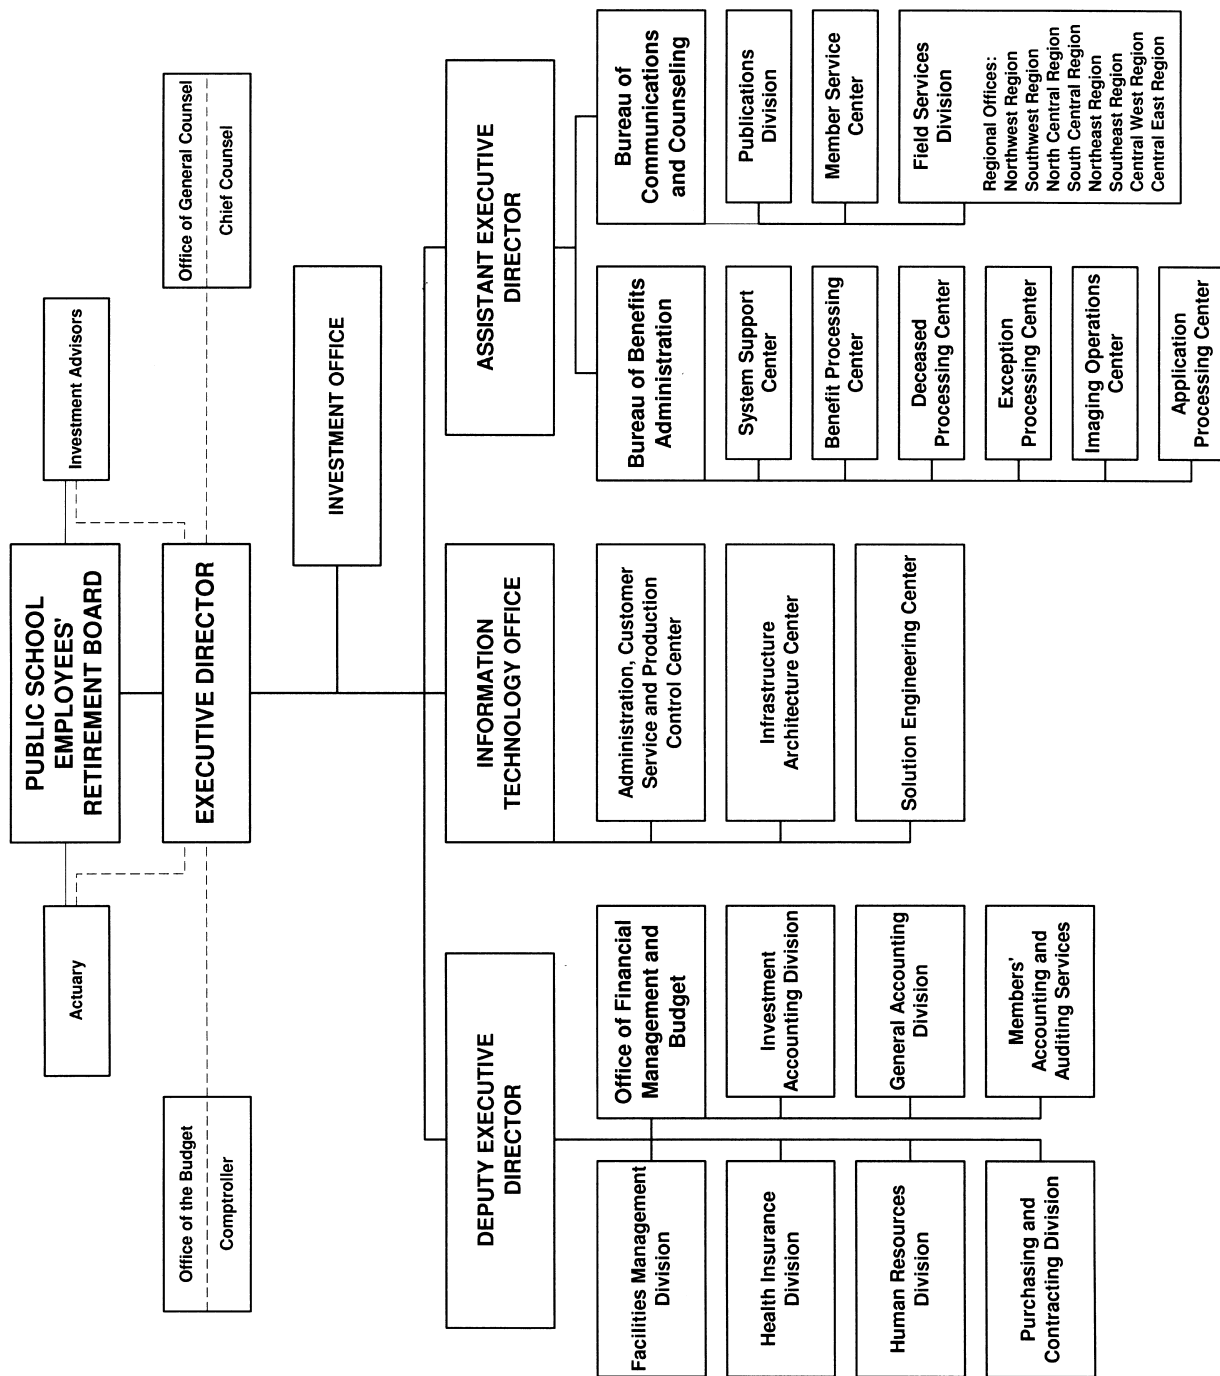 PUBLIC SCHOOL
EMPLOYEES'
RETIREMENT BOARD
Actuary
Investment Advisors
EXECUTIVE DIRECTOR
Office of the Budget
Comptroller
Office of General Counsel
Chief Counsel
INVESTMENT OFFICE
DEPUTY EXECUTIVE
DIRECTOR
INFORMATION
TECHNOLOGY OFFICE
ASSISTANT EXECUTIVE
DIRECTOR
Facilities Management
Division
Health Insurance
Division
Human Resources
Division
Purchasing and
Contracting Division
Office of Financial
Management and
Budget
Investment
Accounting Division
General Accounting
Division
Members'
Accounting and
Auditing Services
Administration, Customer
Service and Production
Control Center
Infrastructure
Architecture Center
Solution Engineering Center
Bureau of Benefits
Administration
System Support
Center
Benefit Processing
Center
Deceased
Processing Center
Exception
Processing Center
Imaging Operations
Center
Application
Processing Center
Bureau of
Communications
and Counseling
Publications
Division
Member Service
Center
Field Services
Division
Regional Offices:
Northwest Region
Southwest Region
North Central Region
South Central Region
Northeast Region
Southeast Region
Central West Region
Central East Region